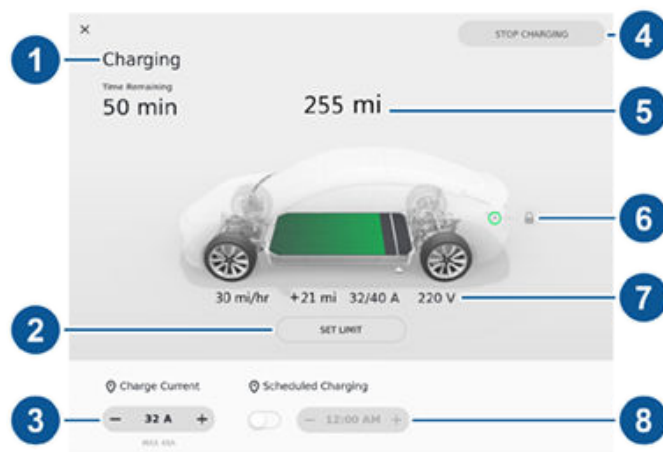 ×
STOP CHARGING
4
1
Charging
Time Remaining
50 min
255 mi
5
6
30 mi/hr +21 mi 32/40 A 220 V
7
2
SET LIMIT
Charge Current
Scheduled Charging
3
− 32 A +
− 12:00 AM +
8